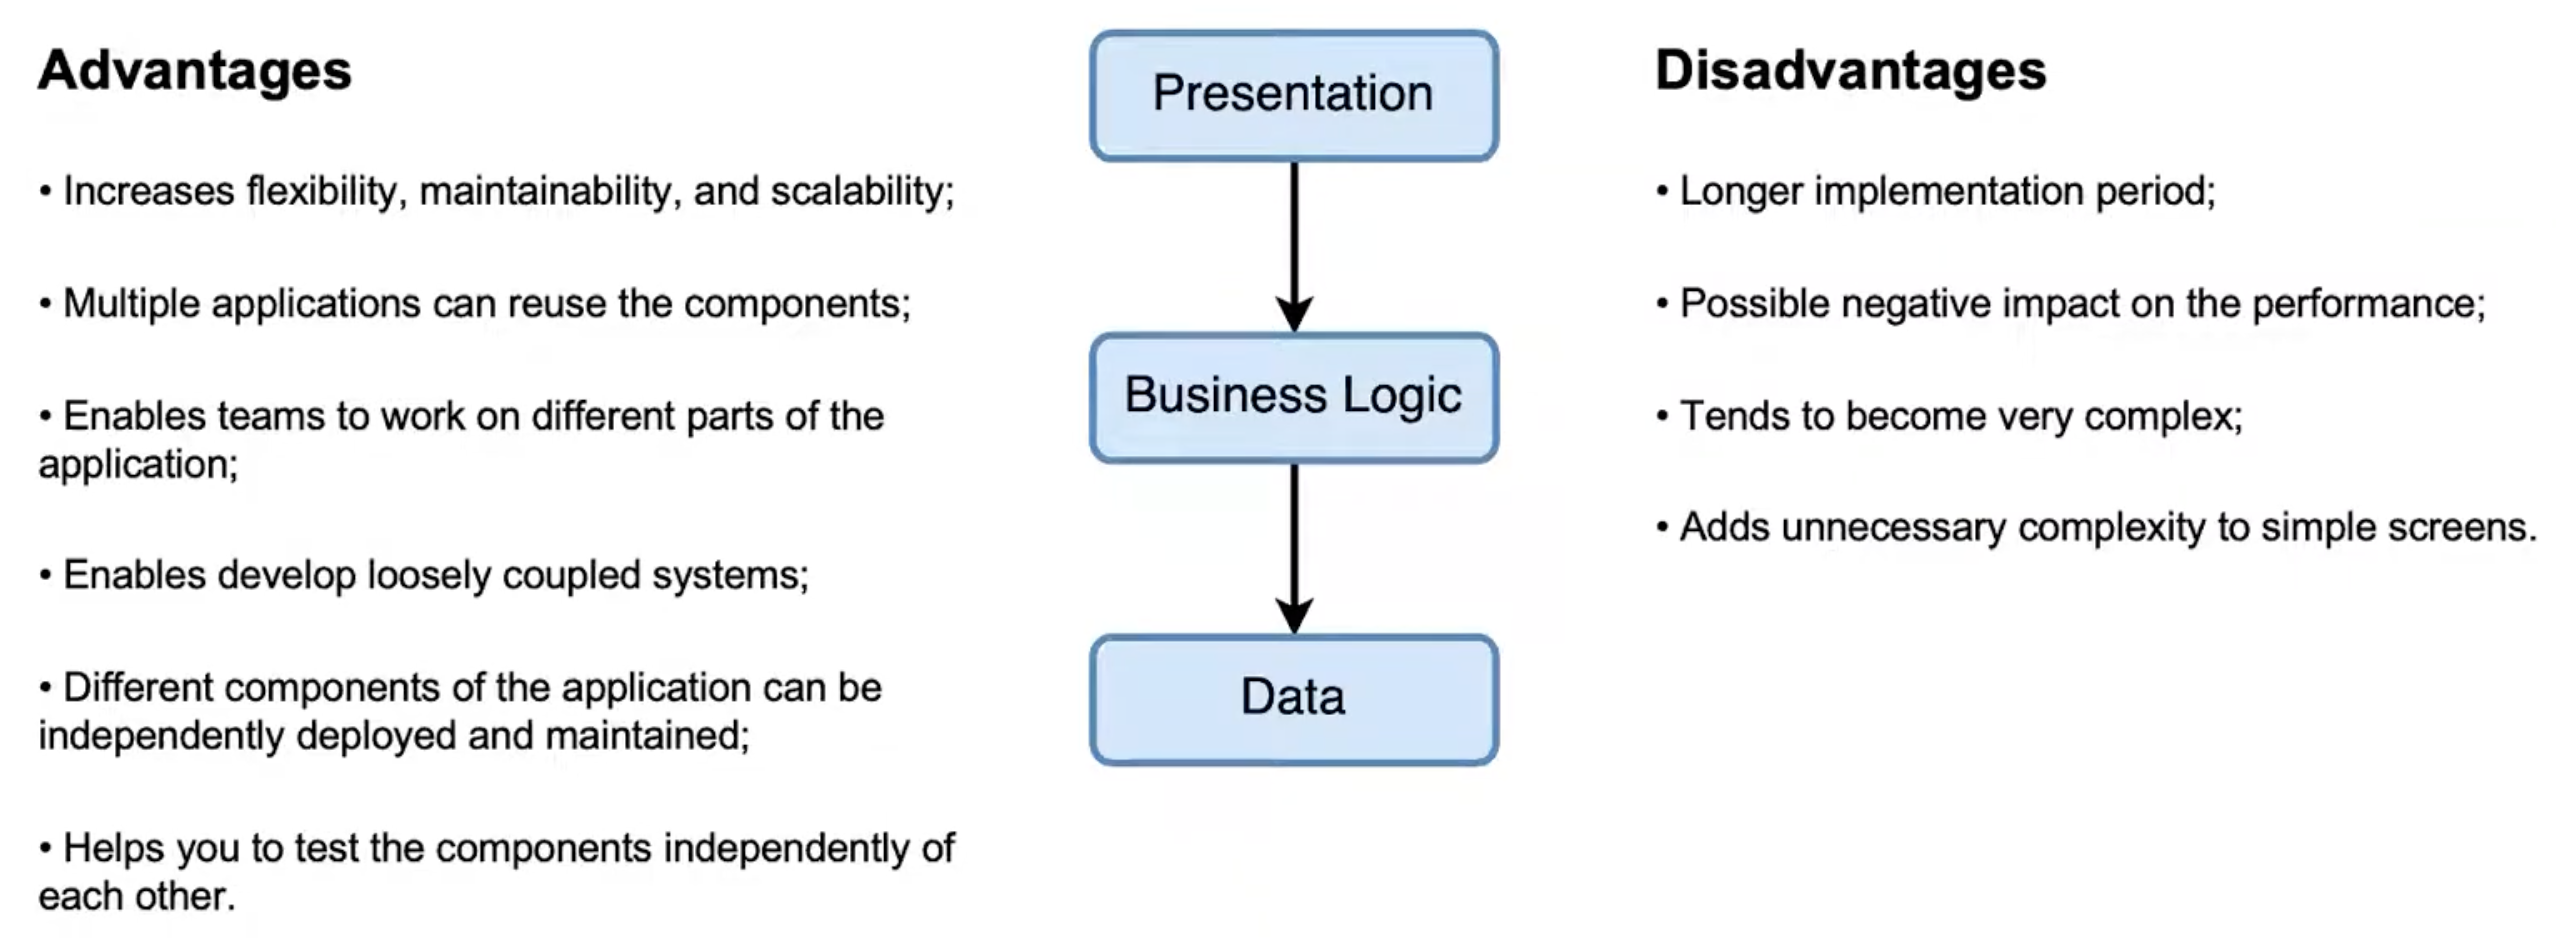 Advantages
• Increases flexibility, maintainability, and scalability;
• Multiple applications can reuse the components;
• Enables teams to work on different parts of the
application;
• Enables develop loosely coupled systems;
• Different components of the application can be
independently deployed and maintained;
• Helps you to test the components independently of
each other.
Presentation
Business Logic
Data
Disadvantages
• Longer implementation period;
• Possible negative impact on the performance;
• Tends to become very complex;
• Adds unnecessary complexity to simple screens.